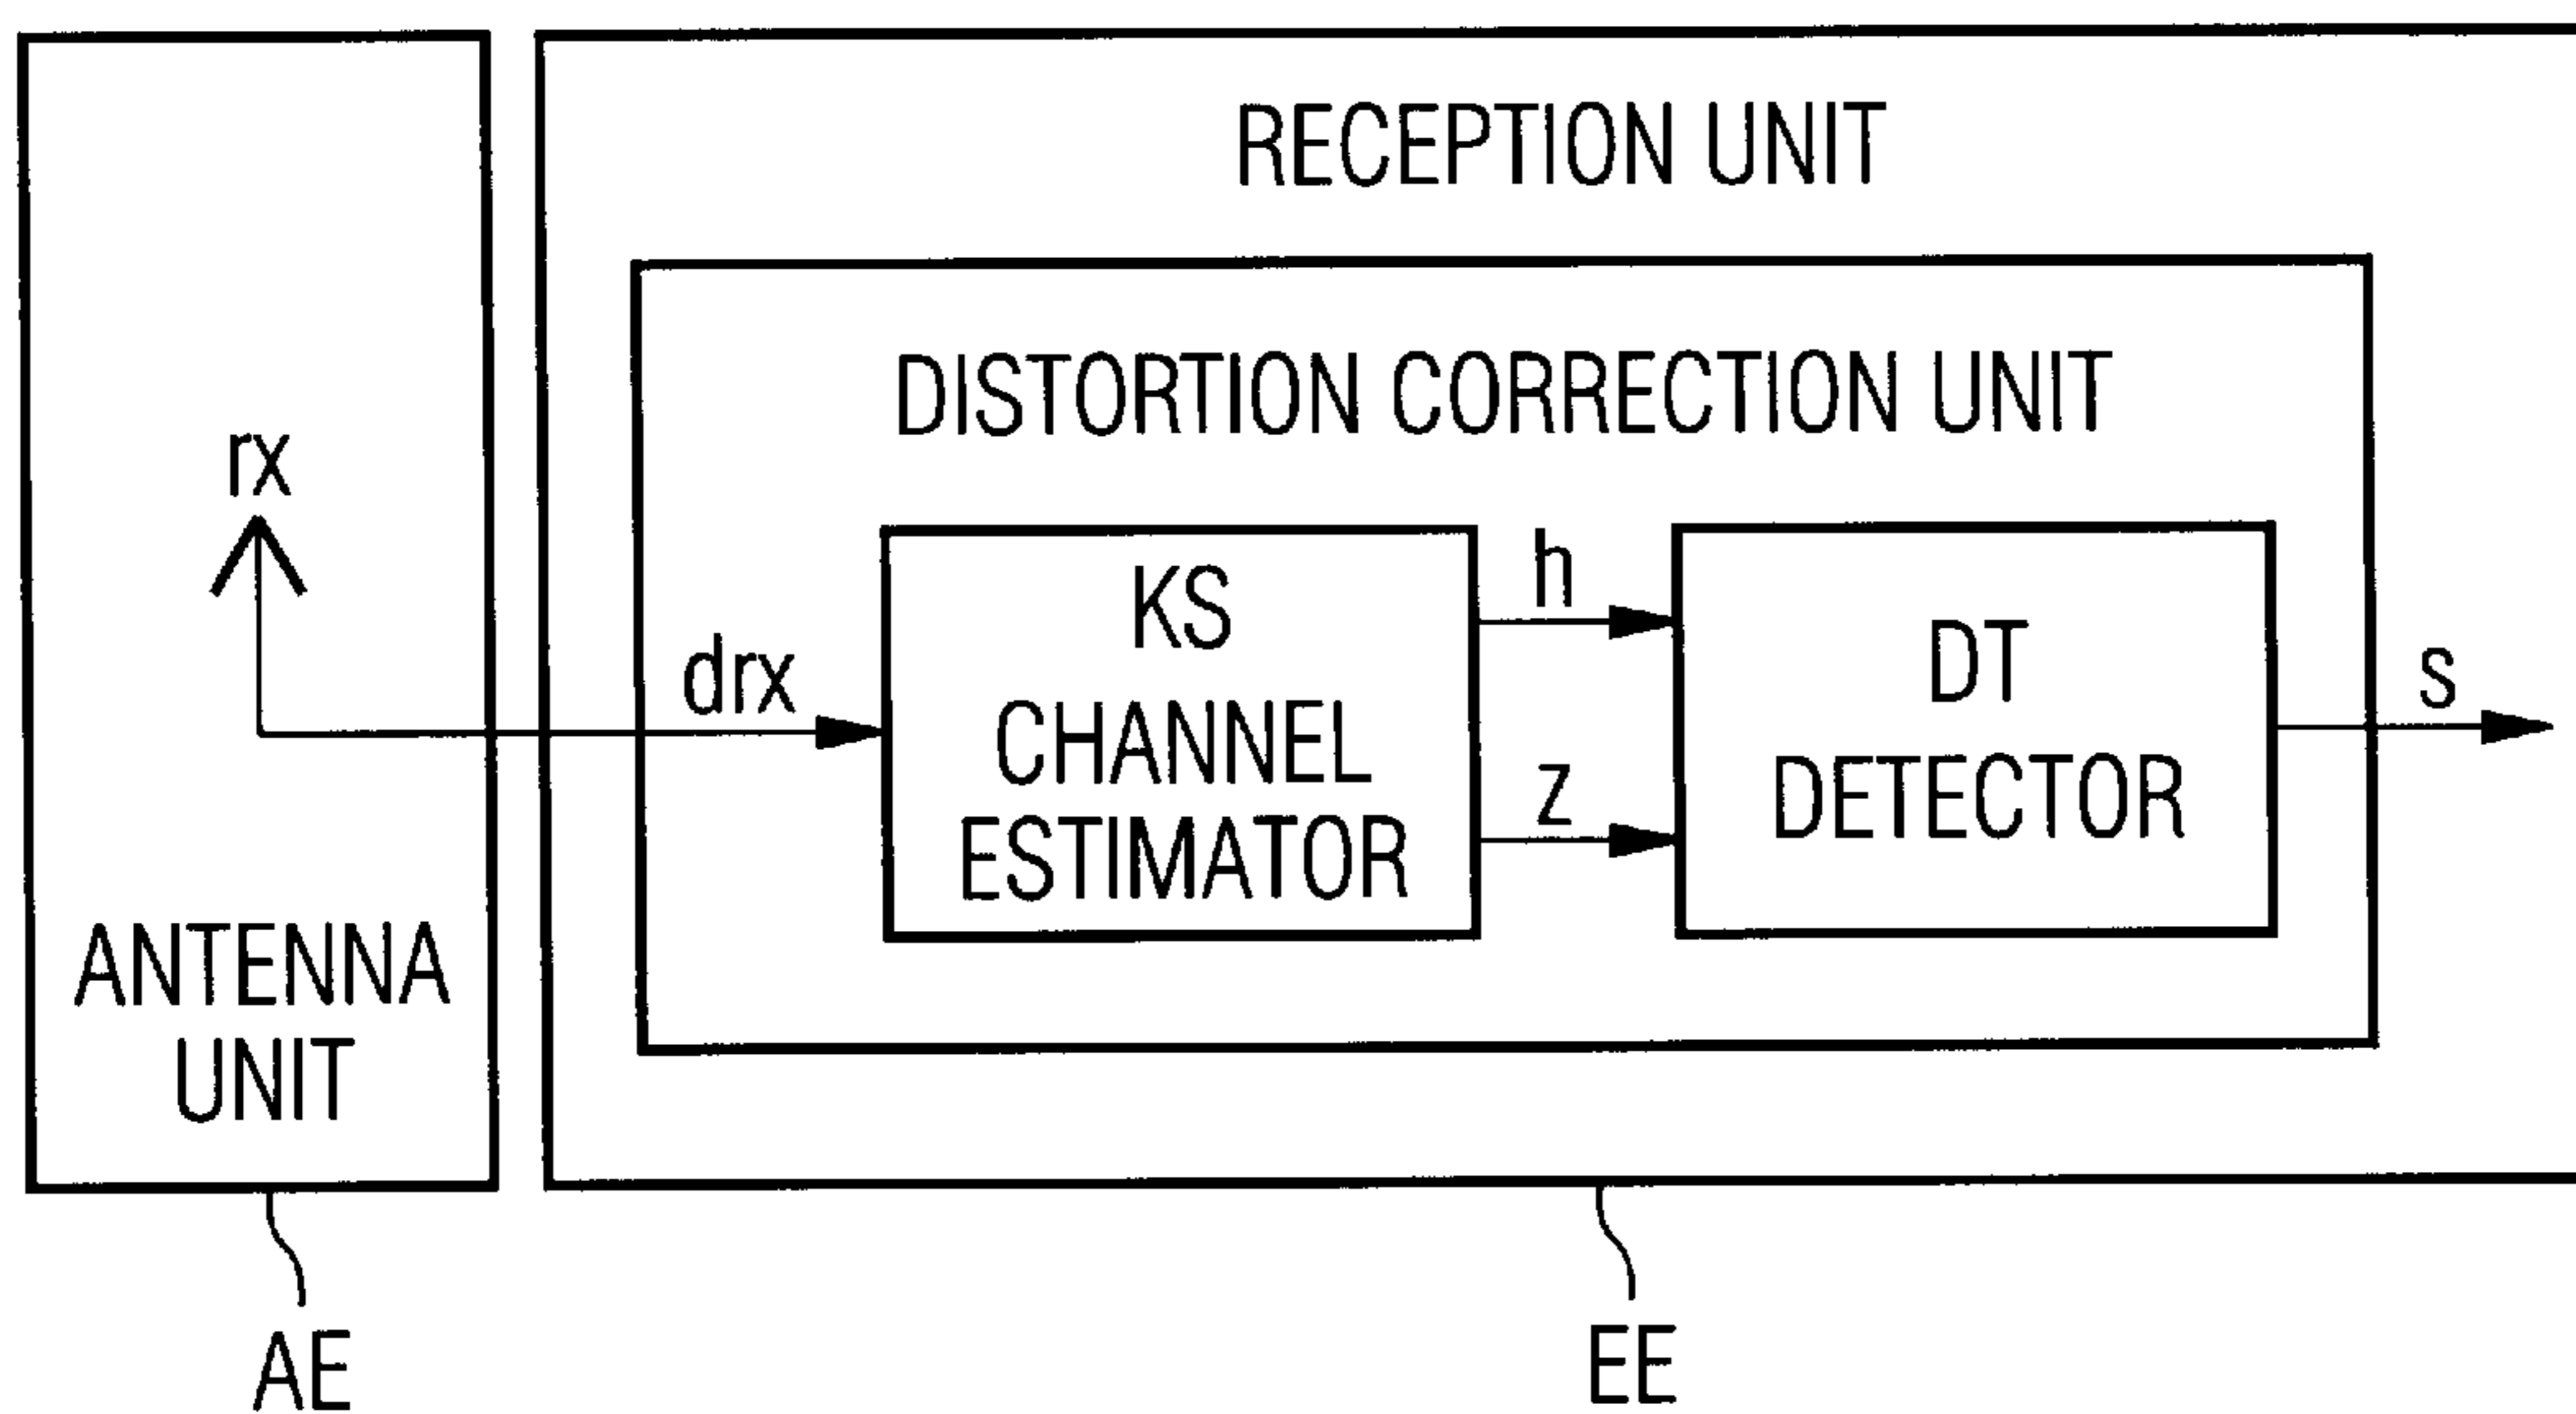 RECEPTION UNIT
DISTORTION CORRECTION UNIT
rx
drx
KS
CHANNEL
ESTIMATOR
h
z
DT
DETECTOR
s
ANTENNA
UNIT
AE
EE